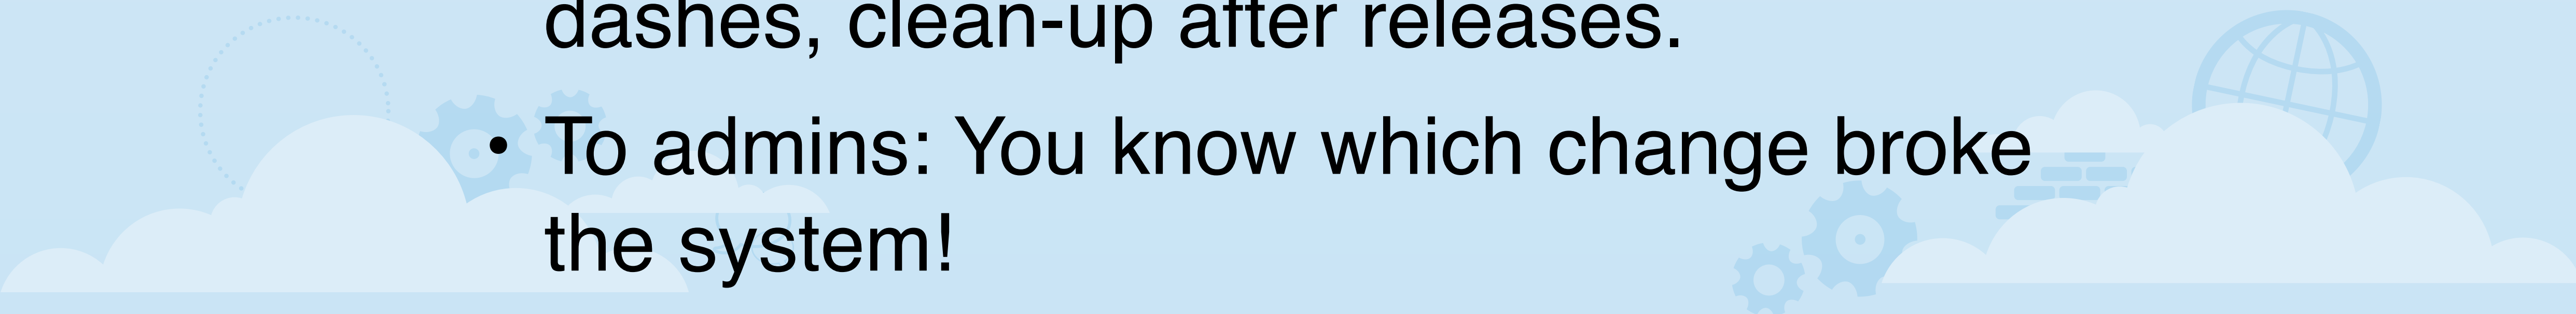 dashes, clean-up after releases.
• To admins: You know which change broke
the system!